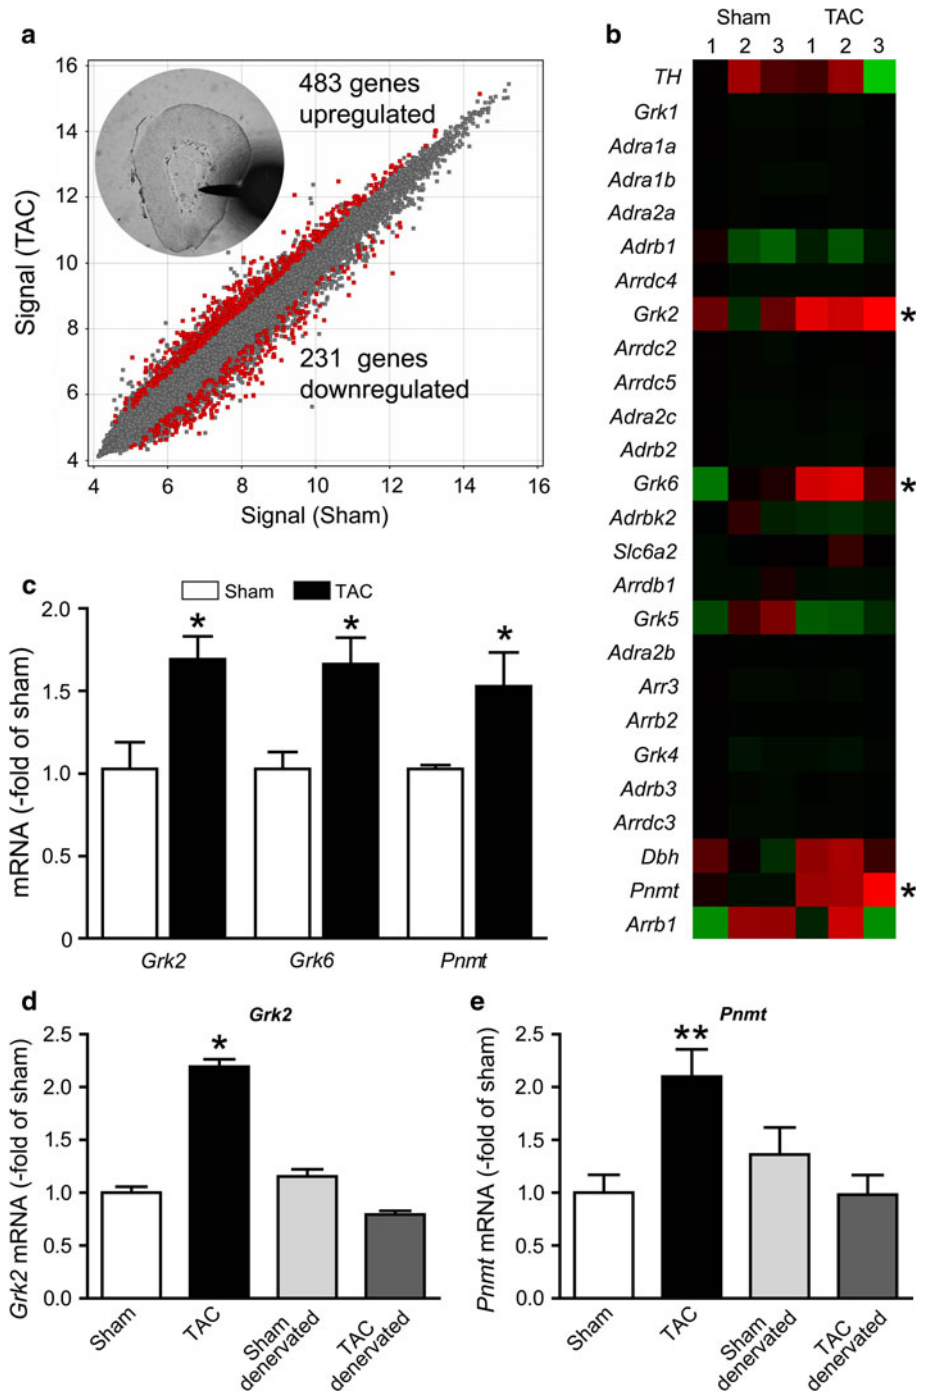 a
16
14
12
10
8
6
4
4 6 8 10 12 14 16
Signal (TAC)
Signal (Sham)
483 genes
upregulated
231 genes
downregulated
b
Sham TAC
1 2 3 1 2 3
TH
Grk1
Adra1a
Adra1b
Adra2a
Adrb1
Arrdc4
Grk2 *
Arrdc2
Arrdc5
Adra2c
Adrb2
Grk6 *
Adrbk2
Slc6a2
Arrdb1
Grk5
Adra2b
Arr3
Arrb2
Grk4
Adrb3
Arrdc3
Dbh
Pnmt *
Arrb1
c
Sham TAC
mRNA (-fold of sham)
2.0
1.5
1.0
0.5
0
* * *
Grk2 Grk6 Pnmt
d
Grk2
Grk2 mRNA (-fold of sham)
2.5
2.0
1.5
1.0
0.5
0.0
*
Sham
TAC
Sham
denervated
TAC
denervated
e
Pnmt
Pnmt mRNA (-fold of sham)
2.5
2.0
1.5
1.0
0.5
0.0
**
Sham
TAC
Sham
denervated
TAC
denervated